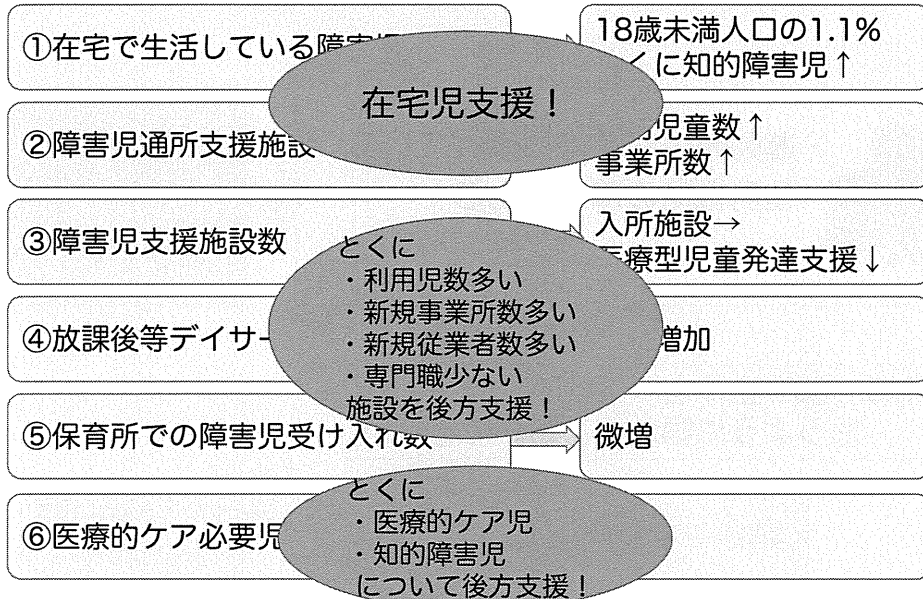 ①在宅で生活している障害
18歳未満人口の1.1%
くに知的障害児↑
在宅児支援！
②障害児通所支援施設
児童数↑
事業所数↑
③障害児支援施設数
入所施設→
療型児童発達支援↓
とくに
・利用児数多い
・新規事業所数多い
・新規従業者数多い
・専門職少ない
施設を後方支援！
④放課後等デイサー
増加
⑤保育所での障害児受け入れ数
微増
⑥医療的ケア必要児
とくに
・医療的ケア児
・知的障害児
について後方支援！